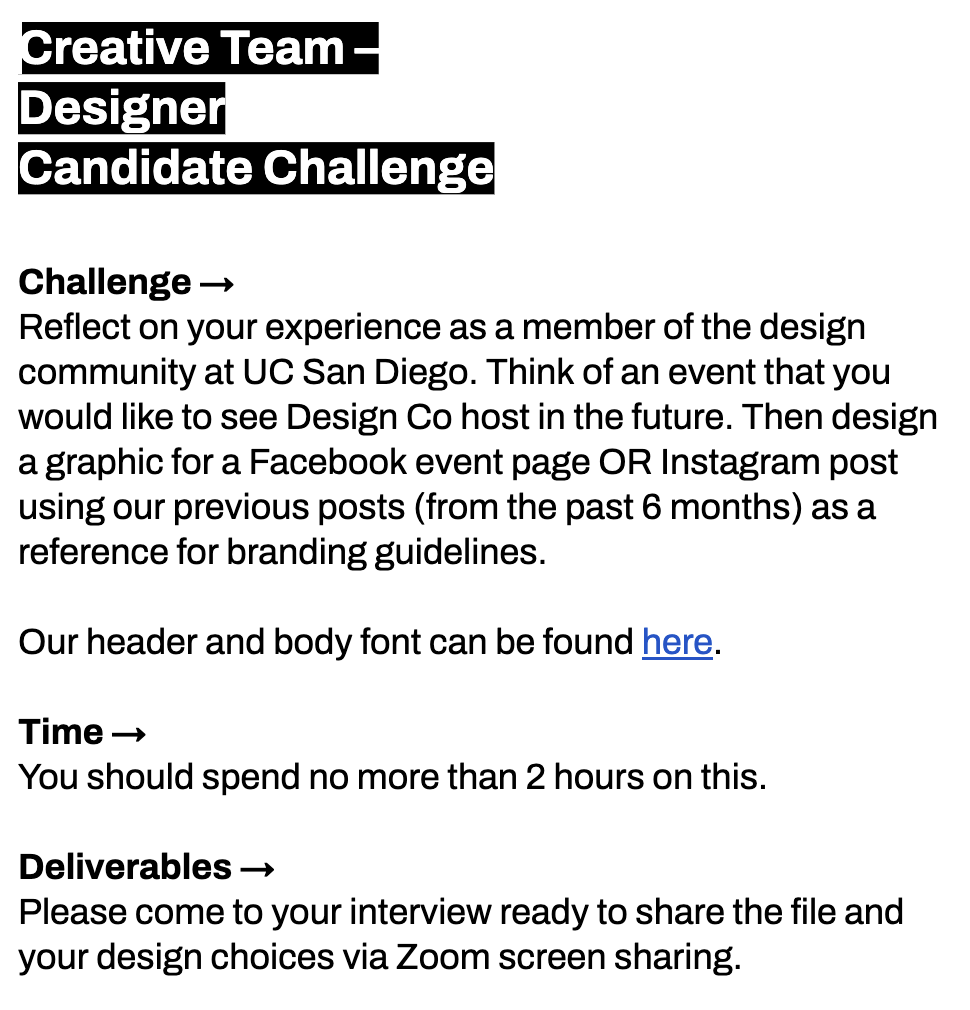 Creative Team –
Designer
Candidate Challenge
Challenge →
Reflect on your experience as a member of the design
community at UC San Diego. Think of an event that you
would like to see Design Co host in the future. Then design
a graphic for a Facebook event page OR Instagram post
using our previous posts (from the past 6 months) as a
reference for branding guidelines.
Our header and body font can be found here.
Time →
You should spend no more than 2 hours on this.
Deliverables →
Please come to your interview ready to share the file and
your design choices via Zoom screen sharing.